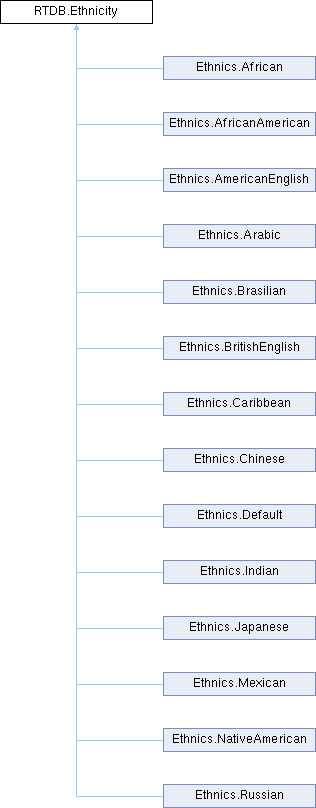 RTDB.Ethnicity
Ethnics.African
Ethnics.AfricanAmerican
Ethnics.AmericanEnglish
Ethnics.Arabic
Ethnics.Brasilian
Ethnics.BritishEnglish
Ethnics.Caribbean
Ethnics.Chinese
Ethnics.Default
Ethnics.Indian
Ethnics.Japanese
Ethnics.Mexican
Ethnics.NativeAmerican
Ethnics.Russian